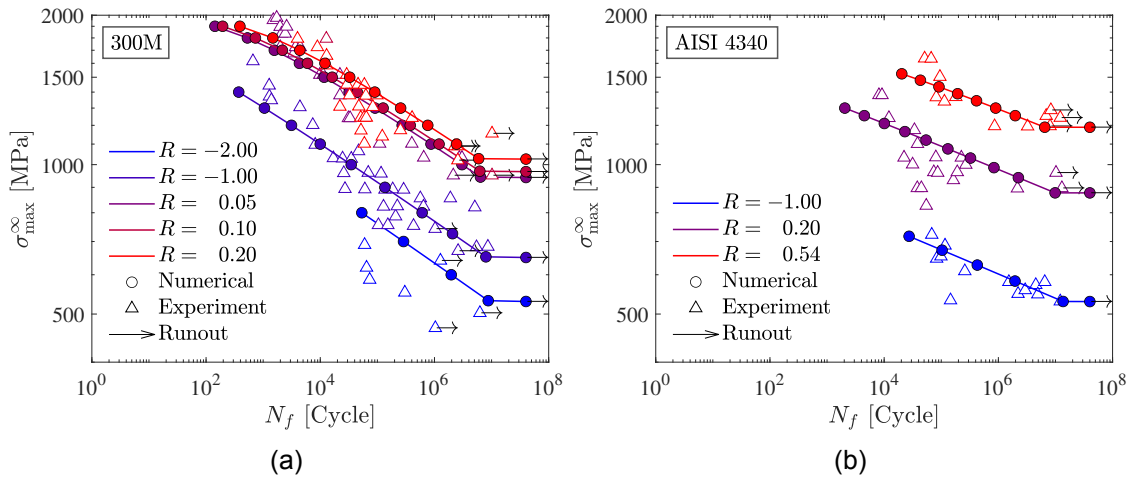 2000
300M
1500
1000
σ∞max [MPa]
R = −2.00
R = −1.00
R = 0.05
R = 0.10
R = 0.20
Numerical
Experiment
Runout
500
10^0 10^2 10^4 10^6 10^8
N_f [Cycle]
(a)
2000
AISI 4340
1500
1000
σ∞max [MPa]
R = −1.00
R = 0.20
R = 0.54
Numerical
Experiment
Runout
500
10^0 10^2 10^4 10^6 10^8
N_f [Cycle]
(b)